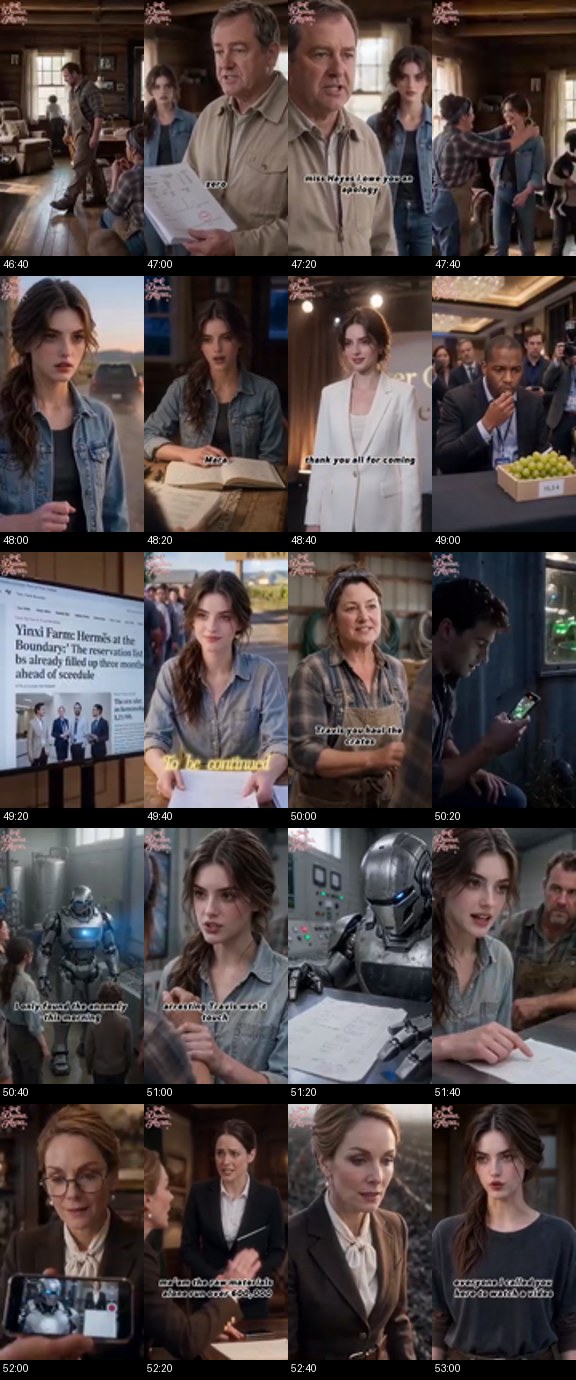 46:40
zero
47:00
miss Hayes I owe you an
apology
47:20
47:40
48:00
Mara
48:20
thank you all for coming
48:40
49:00
Yinxi Farm: Hermès at the
Boundary;' The reservation list
bs already filled up three months
ahead of sceedule
49:20
To be continued
49:40
Travis you haul the
crates
50:00
50:20
I only found the anomaly
this morning
50:40
arresting Travis won't
touch
51:00
51:20
51:40
52:00
ma'am the raw materials
alone run over €60,000
52:20
52:40
everyone I called you
here to watch a video
53:00